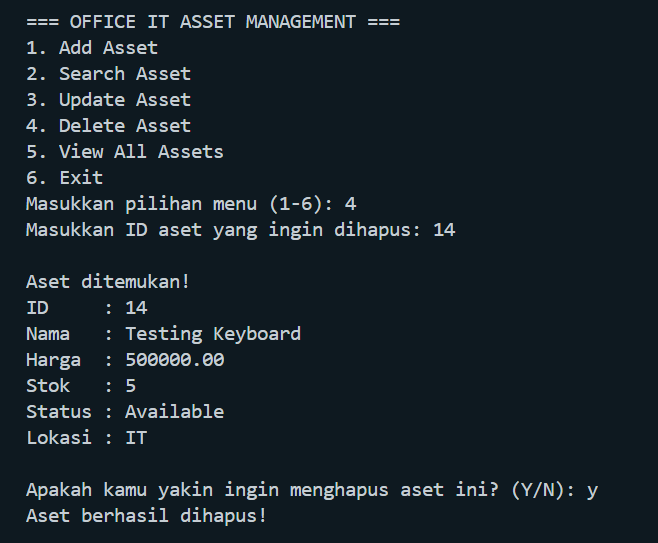 === OFFICE IT ASSET MANAGEMENT ===
1. Add Asset
2. Search Asset
3. Update Asset
4. Delete Asset
5. View All Assets
6. Exit
Masukkan pilihan menu (1-6): 4
Masukkan ID aset yang ingin dihapus: 14
Aset ditemukan!
ID     : 14
Nama   : Testing Keyboard
Harga  : 500000.00
Stok   : 5
Status : Available
Lokasi : IT
Apakah kamu yakin ingin menghapus aset ini? (Y/N): y
Aset berhasil dihapus!